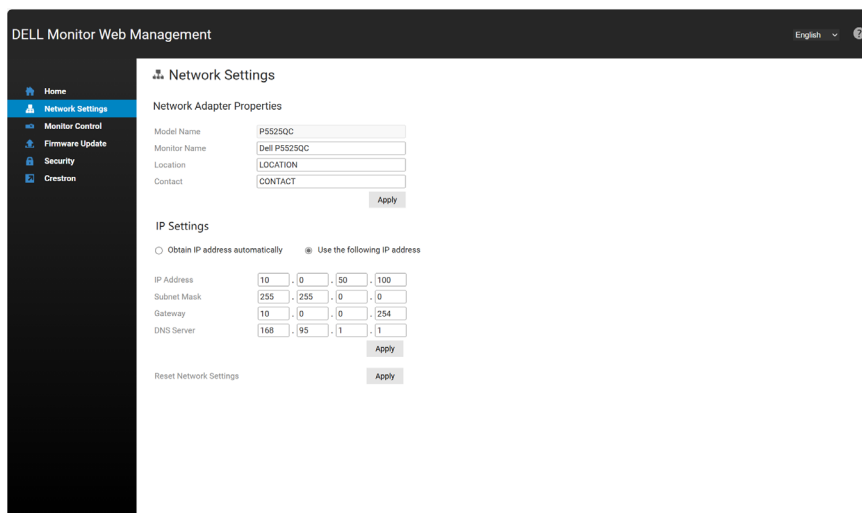 DELL Monitor Web Management
English
?
Home
Network Settings
Monitor Control
Firmware Update
Security
Crestron
Network Settings
Network Adapter Properties
Model Name P5525QC
Monitor Name Dell P5525QC
Location LOCATION
Contact CONTACT
Apply
IP Settings
Obtain IP address automatically Use the following IP address
IP Address 10 . 0 . 50 . 100
Subnet Mask 255 . 255 . 0 . 0
Gateway 10 . 0 . 0 . 254
DNS Server 168 . 95 . 1 . 1
Apply
Reset Network Settings Apply